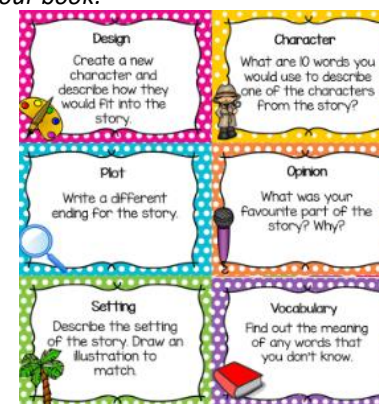 our book.
Design
Create a new
character and
describe how they
would fit into the
story.
Character
What are 10 words you
would use to describe
one of the characters
from the story?
Plot
Write a different
ending for the story.
Opinion
What was your
favourite part of the
story? Why?
Setting
Describe the setting
of the story. Draw an
illustration to
match.
Vocabulary
Find out the meaning
of any words that
you don't know.